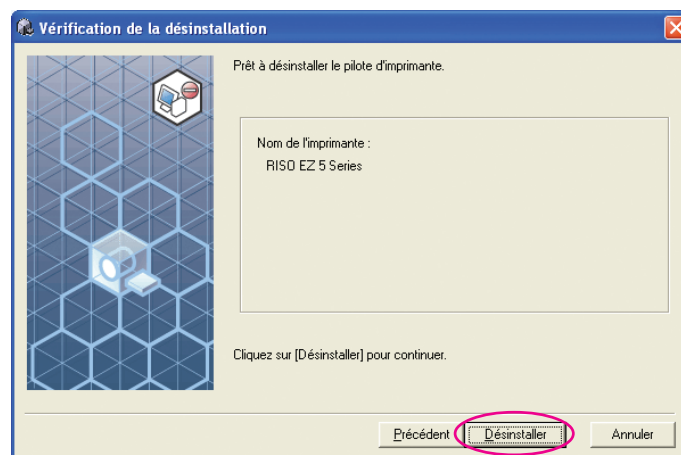 Vérification de la désinstallation
Prêt à désinstaller le pilote d'imprimante.
Nom de l'imprimante :
RISO EZ 5 Series
Cliquez sur [Désinstaller] pour continuer.
Précédent Désinstaller Annuler